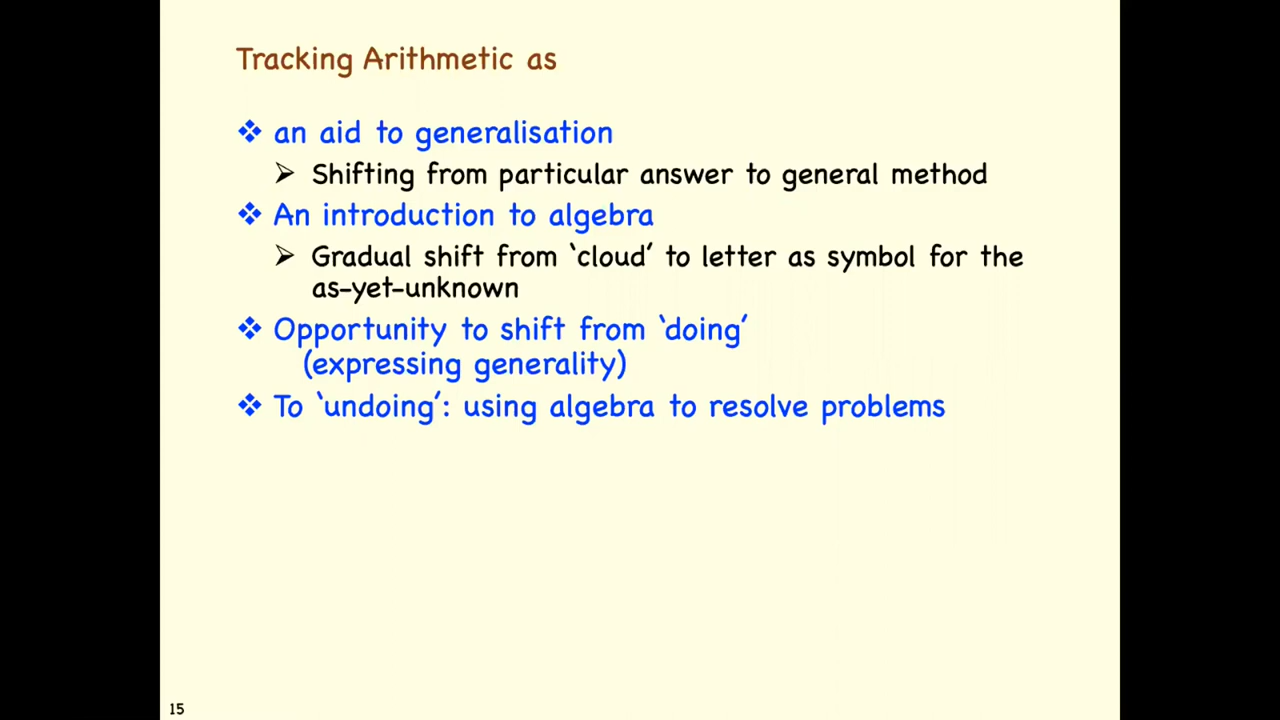 Tracking Arithmetic as
❖ an aid to generalisation
➢ Shifting from particular answer to general method
❖ An introduction to algebra
➢ Gradual shift from ‘cloud’ to letter as symbol for the
as-yet-unknown
❖ Opportunity to shift from ‘doing’
(expressing generality)
❖ To ‘undoing’: using algebra to resolve problems
15